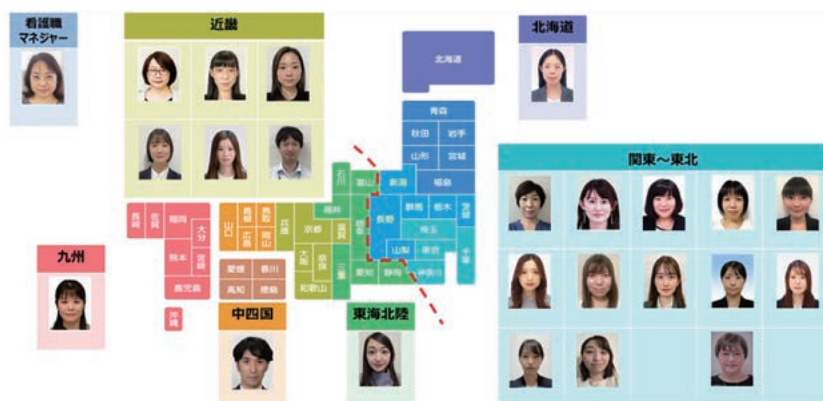 看護職
マネジャー
近畿
北海道
北海道
青森
秋田 岩手
山形 宮城
石川 富山 新潟 福島
関東～東北
福井 岐阜 長野 群馬 栃木 茨城
埼玉
山梨 東京 千葉
愛知 静岡 神奈川
長崎 佐賀 福岡 大分
熊本 宮崎
鹿児島
沖縄
山口 島根 鳥取 兵庫 京都 滋賀
広島 岡山
大阪 奈良 三重
愛媛 香川
高知 徳島 和歌山
九州
中四国
東海北陸